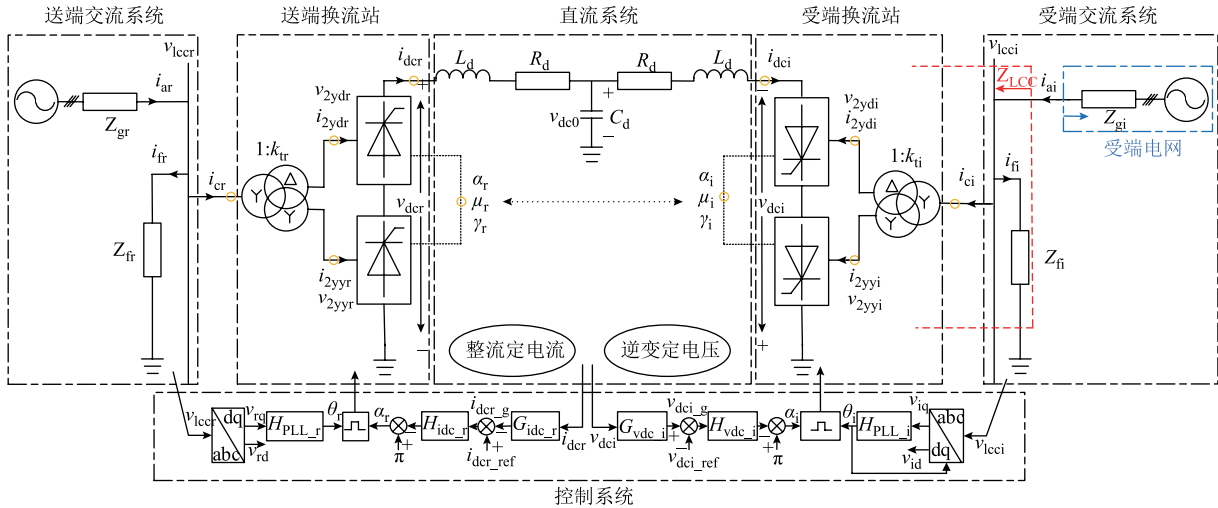 送端交流系统
送端换流站
直流系统
受端换流站
受端交流系统
v_lccr
i_ar
Z_gr
i_fr
i_cr
Z_fr
1:k_tr
v_2ydr
i_2ydr
i_2yyr
v_2yyr
i_dcr
+
v_dcr
−
α_r
μ_r
γ_r
L_d
R_d
R_d
L_d
+
v_dc0
−
C_d
i_dci
−
v_dci
+
α_i
μ_i
γ_i
v_2ydi
i_2ydi
i_2yyi
v_2yyi
1:k_ti
i_ci
v_lcci
Z_LCC
i_ai
Z_gi
受端电网
i_fi
Z_fi
整流定电流
逆变定电压
v_lccr
dq
abc
v_rq
v_rd
H_PLL_r
θ_r
α_r
−
+
π
H_idc_r
i_dcr_g
−
i_dcr_ref
G_idc_r
i_dcr
v_dci
G_vdc_i
v_dci_g
+
−
v_dci_ref
H_vdc_i
−
+
π
α_i
θ_i
H_PLL_i
v_iq
v_id
abc
dq
v_lcci
控制系统